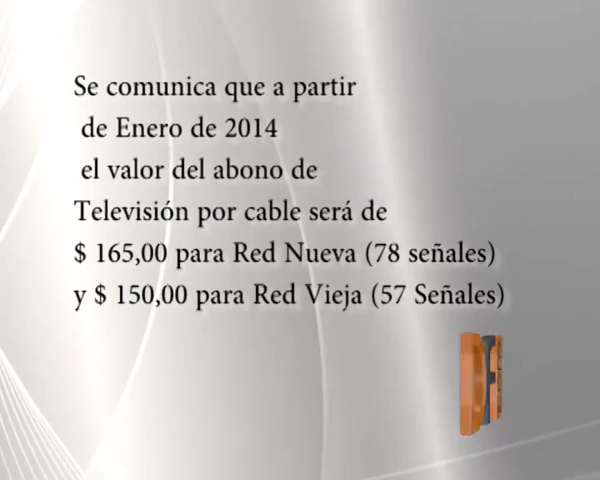 Se comunica que a partir
de Enero de 2014
el valor del abono de
Televisión por cable será de
$ 165,00 para Red Nueva (78 señales)
y $ 150,00 para Red Vieja (57 Señales)